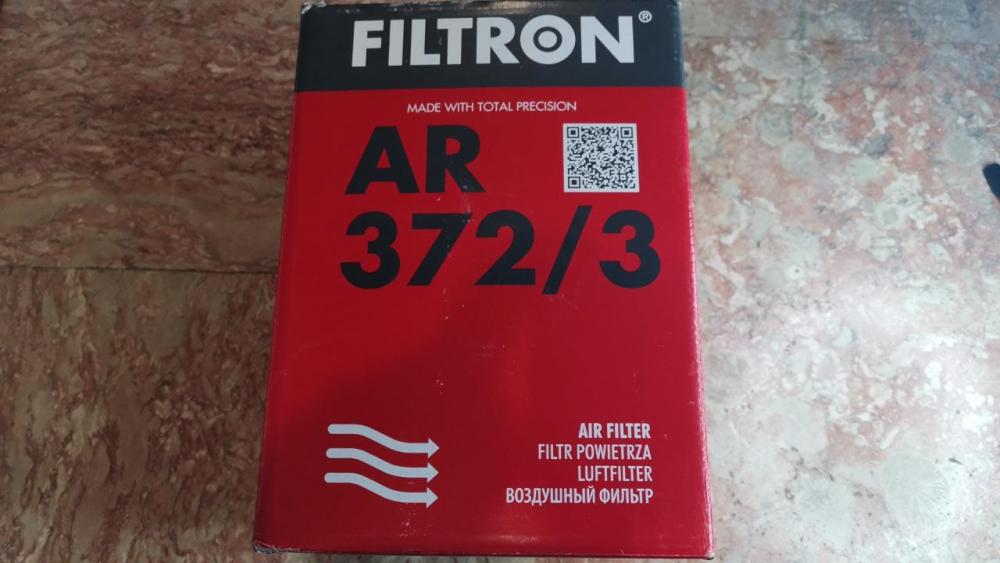 FILTRON®
MADE WITH TOTAL PRECISION
AR
372/3
AIR FILTER
FILTR POWIETRZA
LUFTFILTER
ВОЗДУШНЫЙ ФИЛЬТР